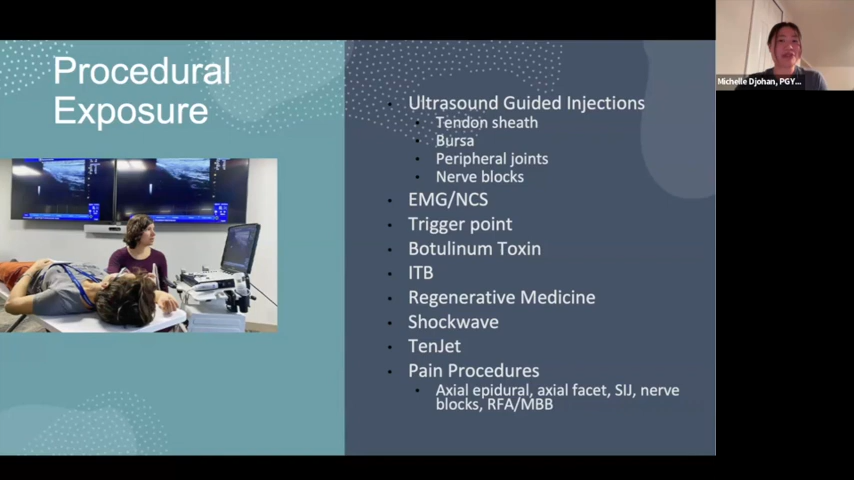 Procedural
Exposure
Ultrasound Guided Injections
Tendon sheath
Bursa
Peripheral joints
Nerve blocks
EMG/NCS
Trigger point
Botulinum Toxin
ITB
Regenerative Medicine
Shockwave
TenJet
Pain Procedures
Axial epidural, axial facet, SIJ, nerve
blocks, RFA/MBB
Michelle Djohan, PGY...